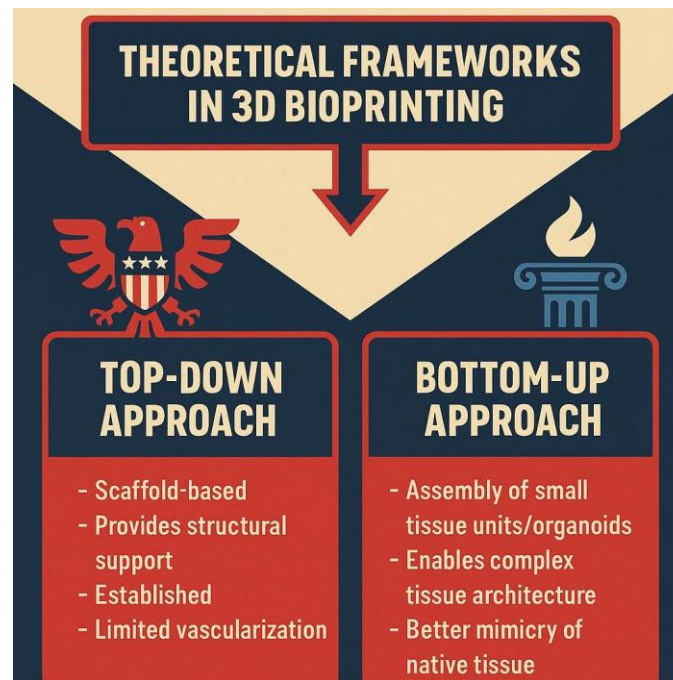 THEORETICAL FRAMEWORKS
IN 3D BIOPRINTING
TOP-DOWN
APPROACH
- Scaffold-based
- Provides structural
support
- Established
- Limited vascularization
BOTTOM-UP
APPROACH
- Assembly of small
tissue units/organoids
- Enables complex
tissue architecture
- Better mimicry of
native tissue